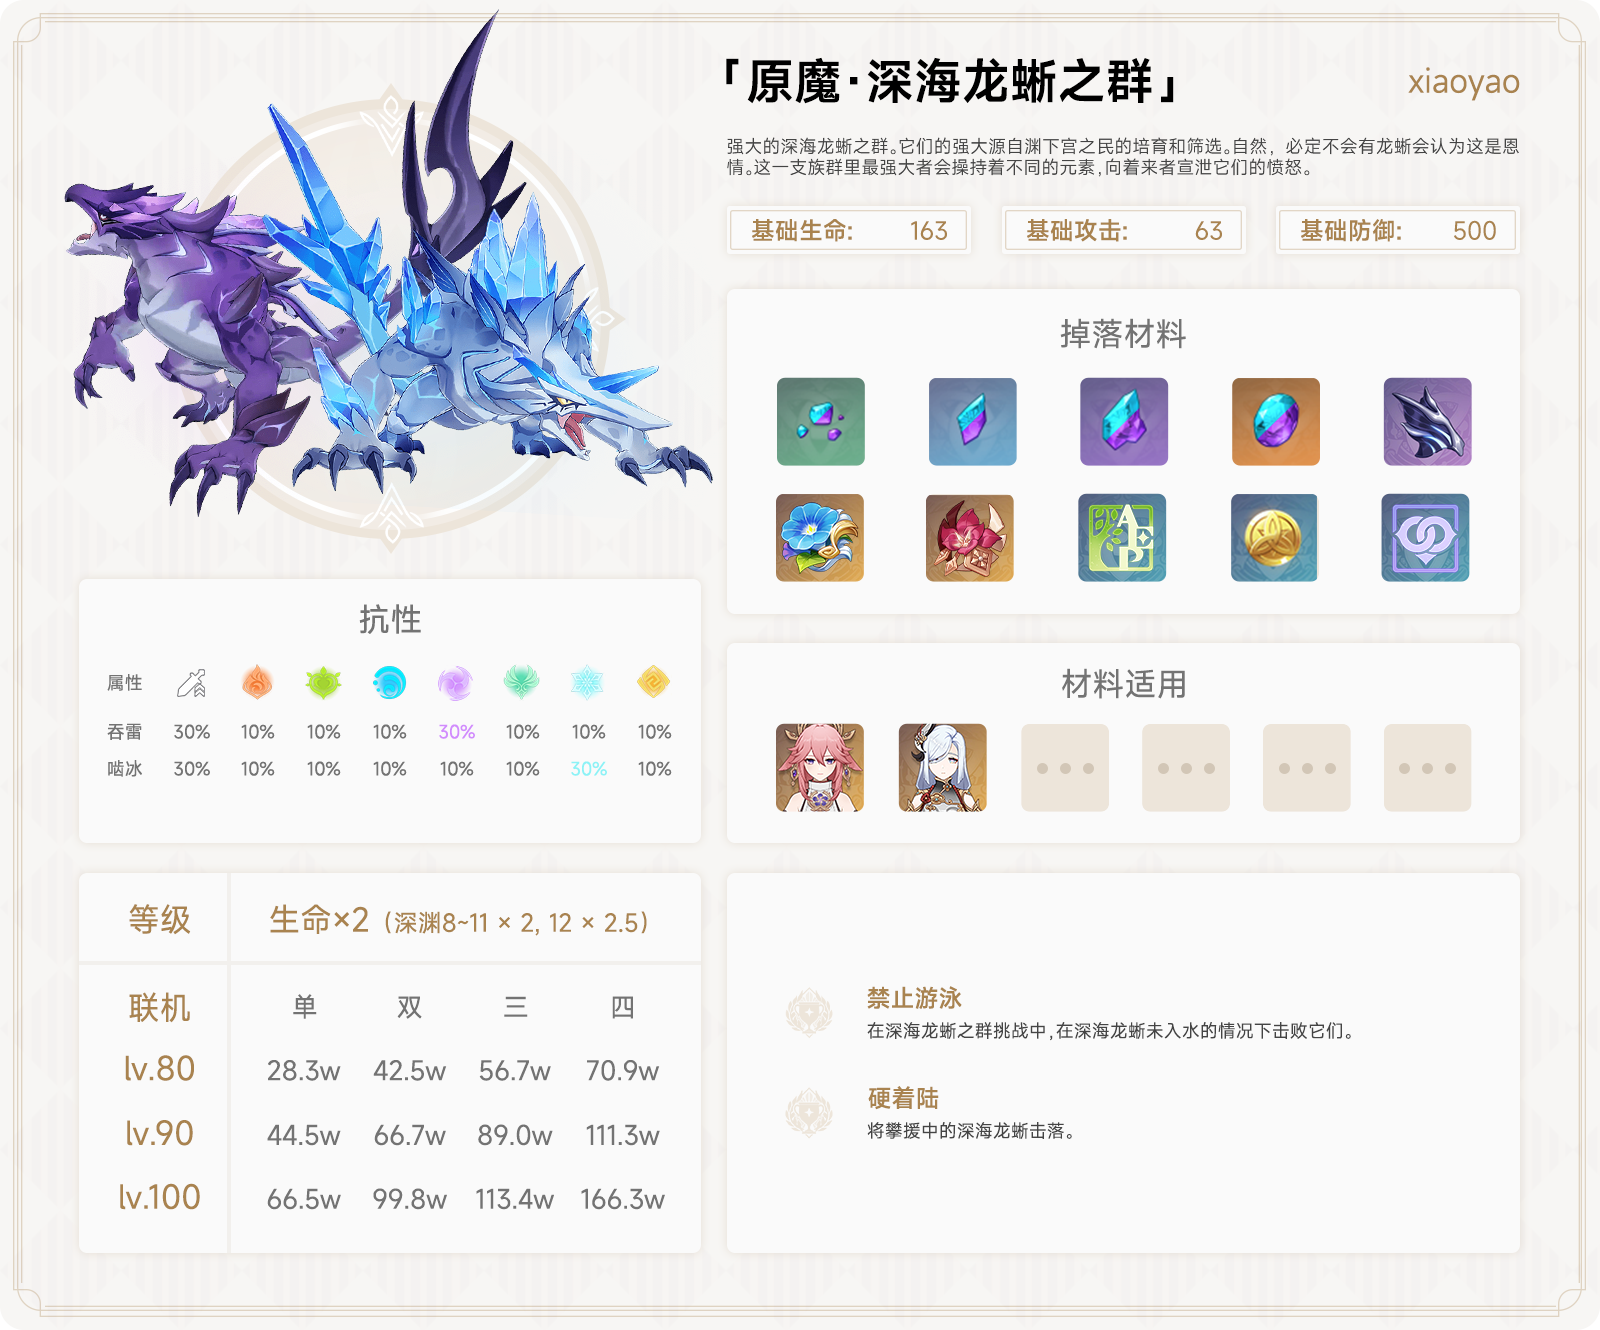 「原魔·深海龙蜥之群」
xiaoyao
强大的深海龙蜥之群。它们的强大源自渊下宫之民的培育和筛选。自然，必定不会有龙蜥会认为这是恩
情。这一支族群里最强大者会操持着不同的元素,向着来者宣泄它们的愤怒。
基础生命: 163
基础攻击: 63
基础防御: 500
掉落材料
AEP
抗性
属性
吞雷 30% 10% 10% 10% 30% 10% 10% 10%
啮冰 30% 10% 10% 10% 10% 10% 30% 10%
材料适用
等级 生命×2（深渊8~11 × 2, 12 × 2.5）
联机 单 双 三 四
lv.80 28.3w 42.5w 56.7w 70.9w
lv.90 44.5w 66.7w 89.0w 111.3w
lv.100 66.5w 99.8w 113.4w 166.3w
禁止游泳
在深海龙蜥之群挑战中,在深海龙蜥未入水的情况下击败它们。
硬着陆
将攀援中的深海龙蜥击落。